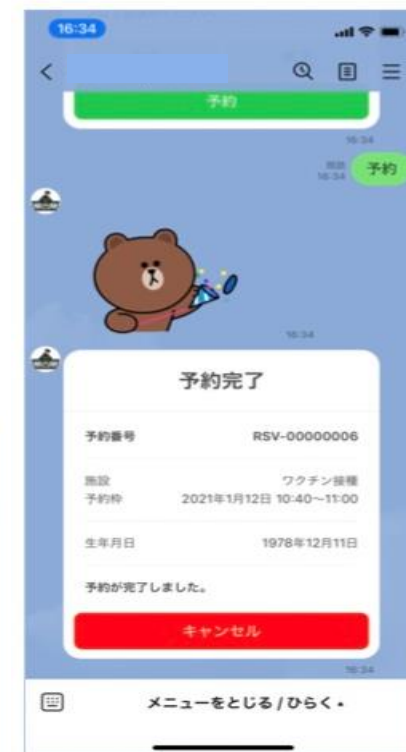 16:34
予約
16:34
既読
16:34
予約
16:34
予約完了
予約番号 RSV-00000006
施設 ワクチン接種
予約枠 2021年1月12日 10:40〜11:00
生年月日 1978年12月11日
予約が完了しました。
キャンセル
16:34
メニューをとじる / ひらく